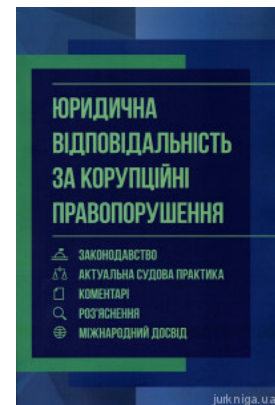 ЮРИДИЧНА
ВІДПОВІДАЛЬНІСТЬ
ЗА КОРУПЦІЙНІ
ПРАВОПОРУШЕННЯ
ЗАКОНОДАВСТВО
АКТУАЛЬНА СУДОВА ПРАКТИКА
КОМЕНТАРІ
РОЗ'ЯСНЕННЯ
МІЖНАРОДНИЙ ДОСВІД
jurkniga.ua